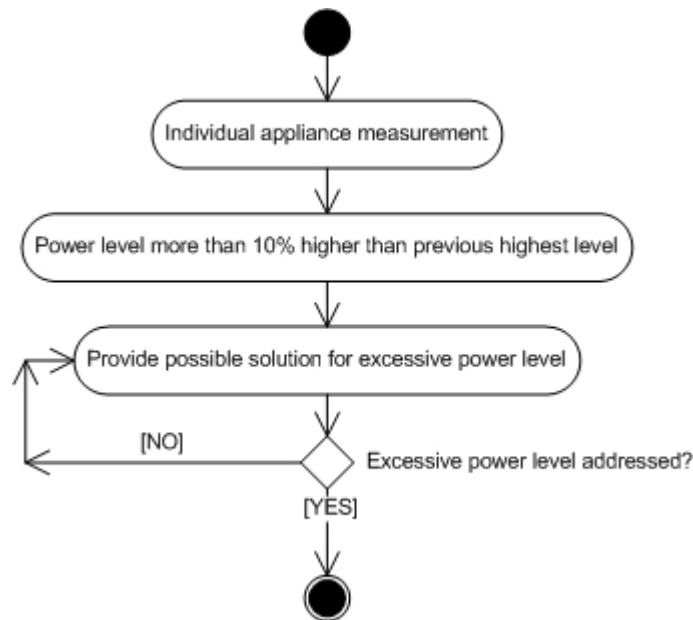 Individual appliance measurement
Power level more than 10% higher than previous highest level
Provide possible solution for excessive power level
[NO]
Excessive power level addressed?
[YES]